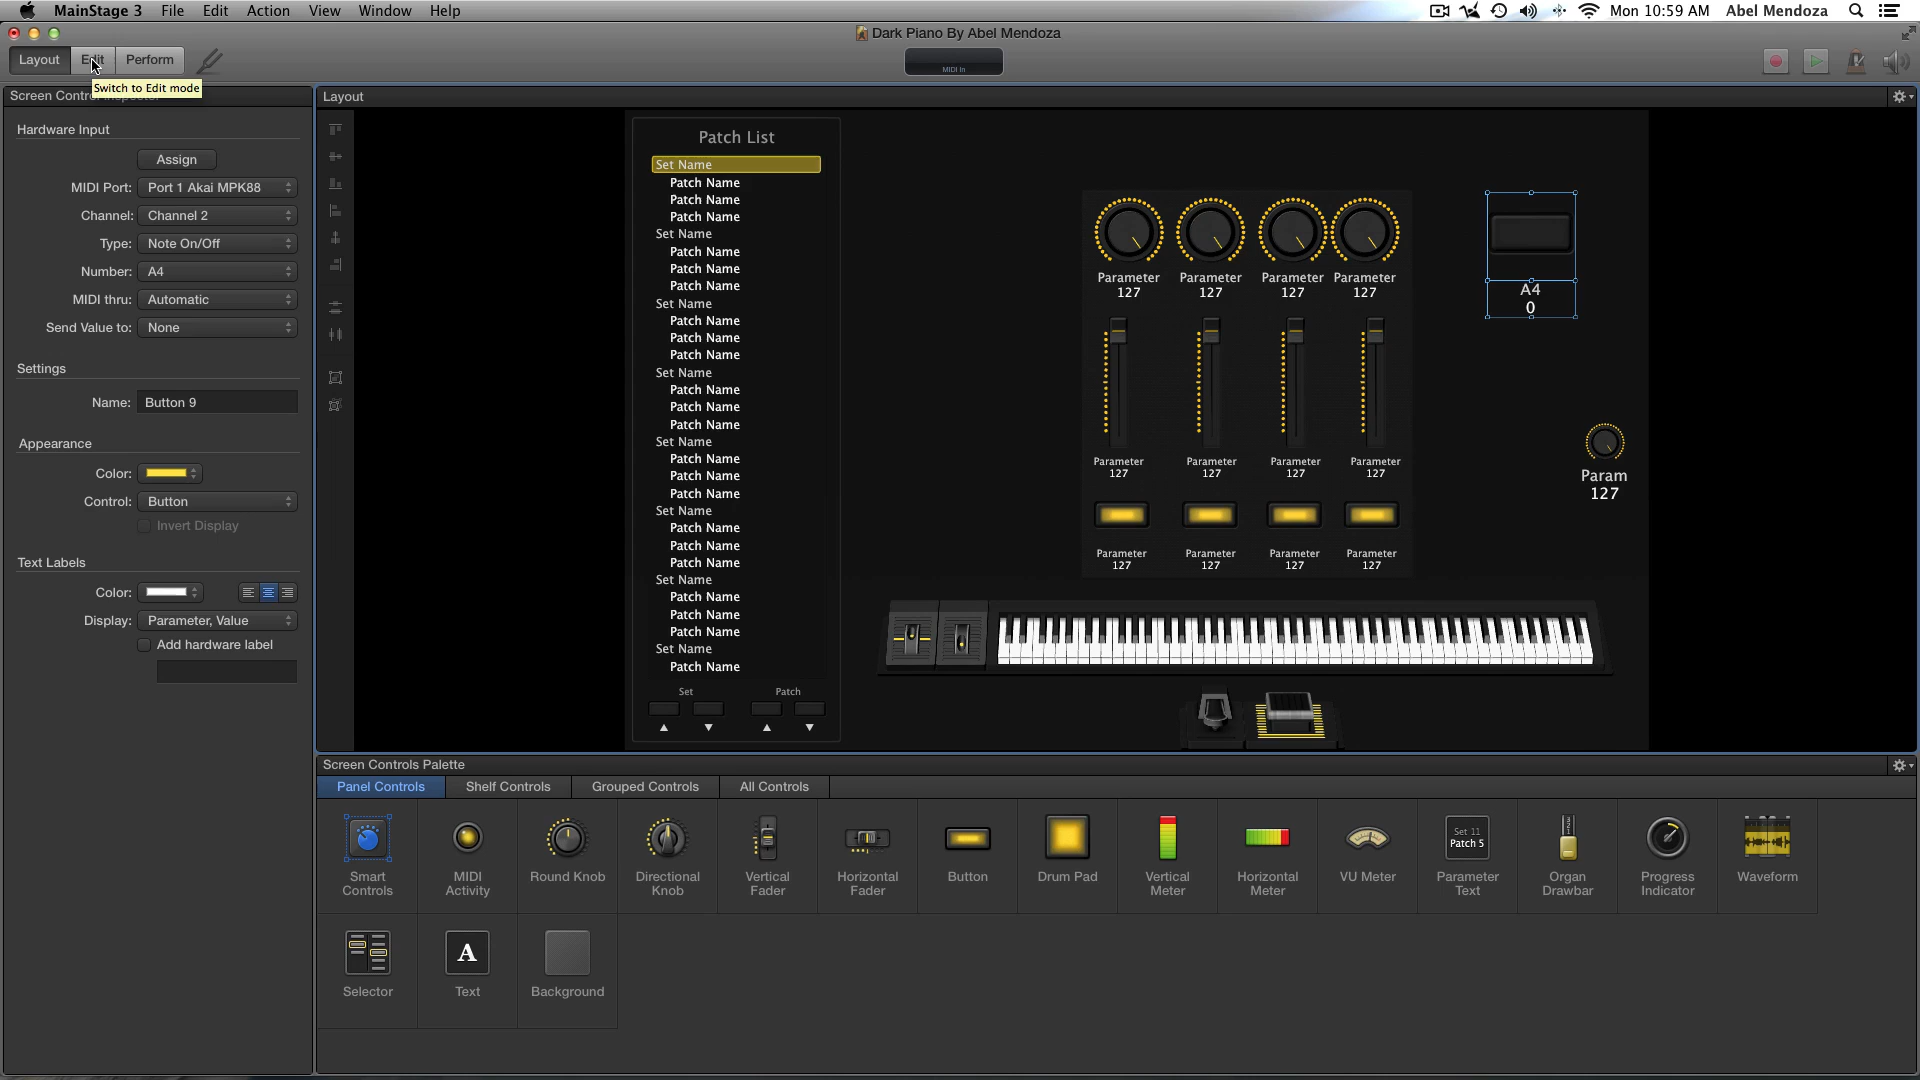 MainStage 3 File Edit Action View Window Help
Mon 10:59 AM Abel Mendoza
Dark Piano By Abel Mendoza
Layout Edit Perform
MIDI In
Switch to Edit mode
Screen Control Inspector
Hardware Input
Assign
MIDI Port: Port 1 Akai MPK88
Channel: Channel 2
Type: Note On/Off
Number: A4
MIDI thru: Automatic
Send Value to: None
Settings
Name: Button 9
Appearance
Color:
Control: Button
Invert Display
Text Labels
Color:
Display: Parameter, Value
Add hardware label
Layout
Patch List
Set Name
Patch Name
Patch Name
Patch Name
Set Name
Patch Name
Patch Name
Patch Name
Set Name
Patch Name
Patch Name
Patch Name
Set Name
Patch Name
Patch Name
Patch Name
Set Name
Patch Name
Patch Name
Patch Name
Set Name
Patch Name
Patch Name
Patch Name
Set Name
Patch Name
Patch Name
Patch Name
Set Name
Patch Name
Set Patch
Parameter Parameter Parameter Parameter
127 127 127 127
A4
0
Parameter Parameter Parameter Parameter
127 127 127 127
Param
127
Parameter Parameter Parameter Parameter
127 127 127 127
Screen Controls Palette
Panel Controls Shelf Controls Grouped Controls All Controls
Smart Controls
MIDI Activity
Round Knob
Directional Knob
Vertical Fader
Horizontal Fader
Button
Drum Pad
Vertical Meter
Horizontal Meter
VU Meter
Set 11
Patch 5
Parameter Text
Organ Drawbar
Progress Indicator
Waveform
Selector
A
Text
Background